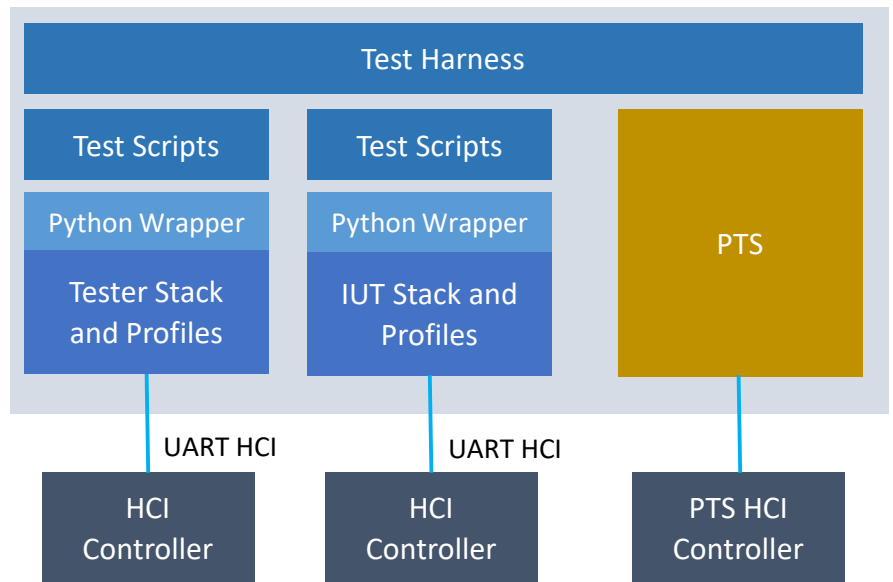 Test Harness
Test Scripts
Test Scripts
Python Wrapper
Python Wrapper
PTS
Tester Stack
and Profiles
IUT Stack and
Profiles
UART HCI
UART HCI
HCI
Controller
HCI
Controller
PTS HCI
Controller